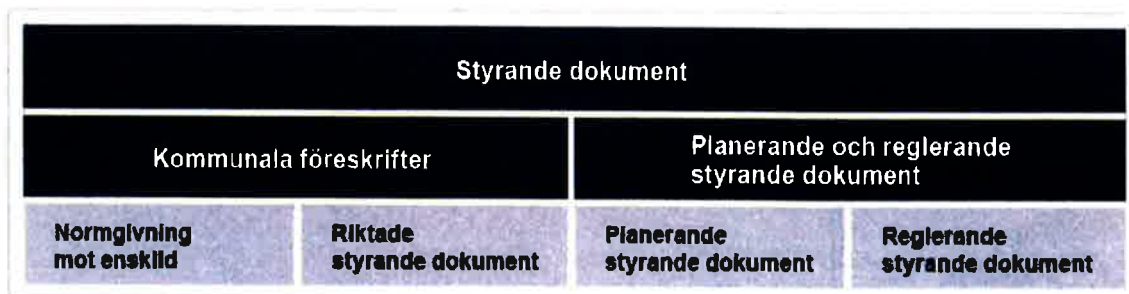 Styrande dokument
Kommunala föreskrifter
Planerande och reglerande
styrande dokument
Normgivning
mot enskild
Riktade
styrande dokument
Planerande
styrande dokument
Reglerande
styrande dokument